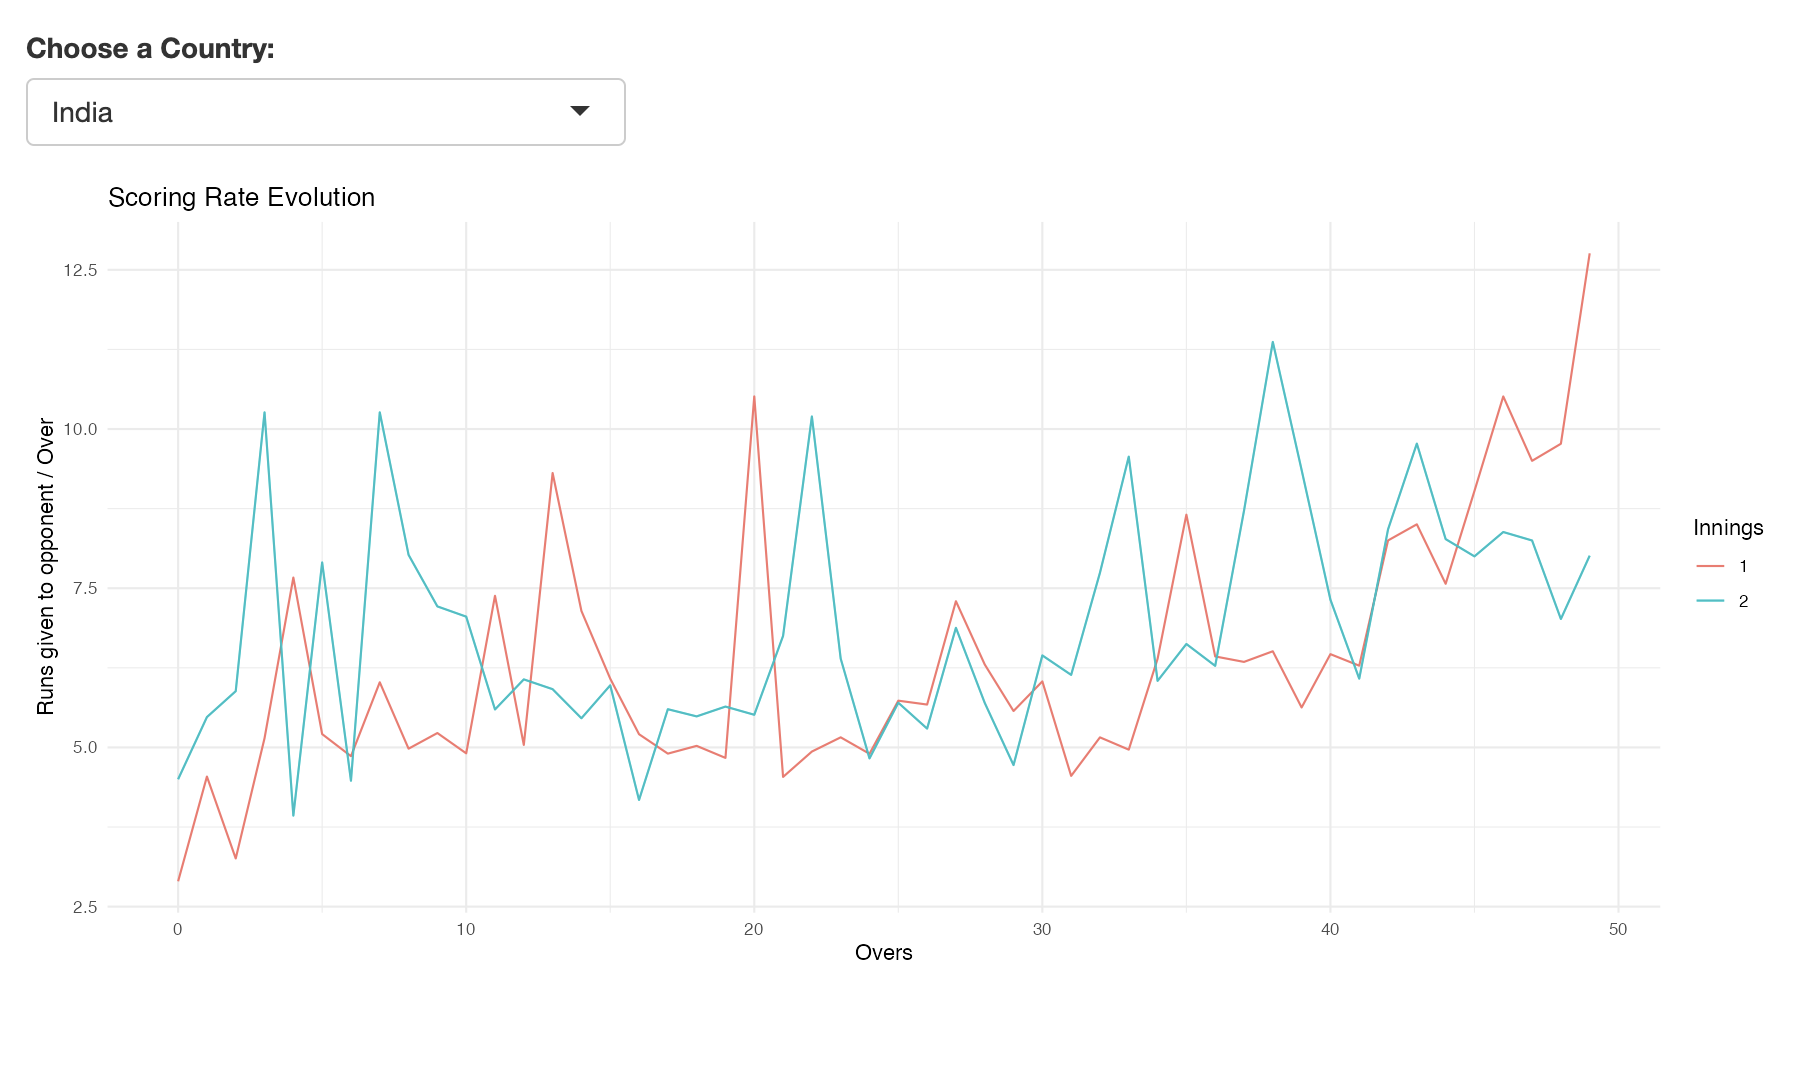 Choose a Country:
India
Scoring Rate Evolution
Runs given to opponent / Over
12.5
10.0
7.5
5.0
2.5
0 10 20 30 40 50
Overs
Innings
1
2